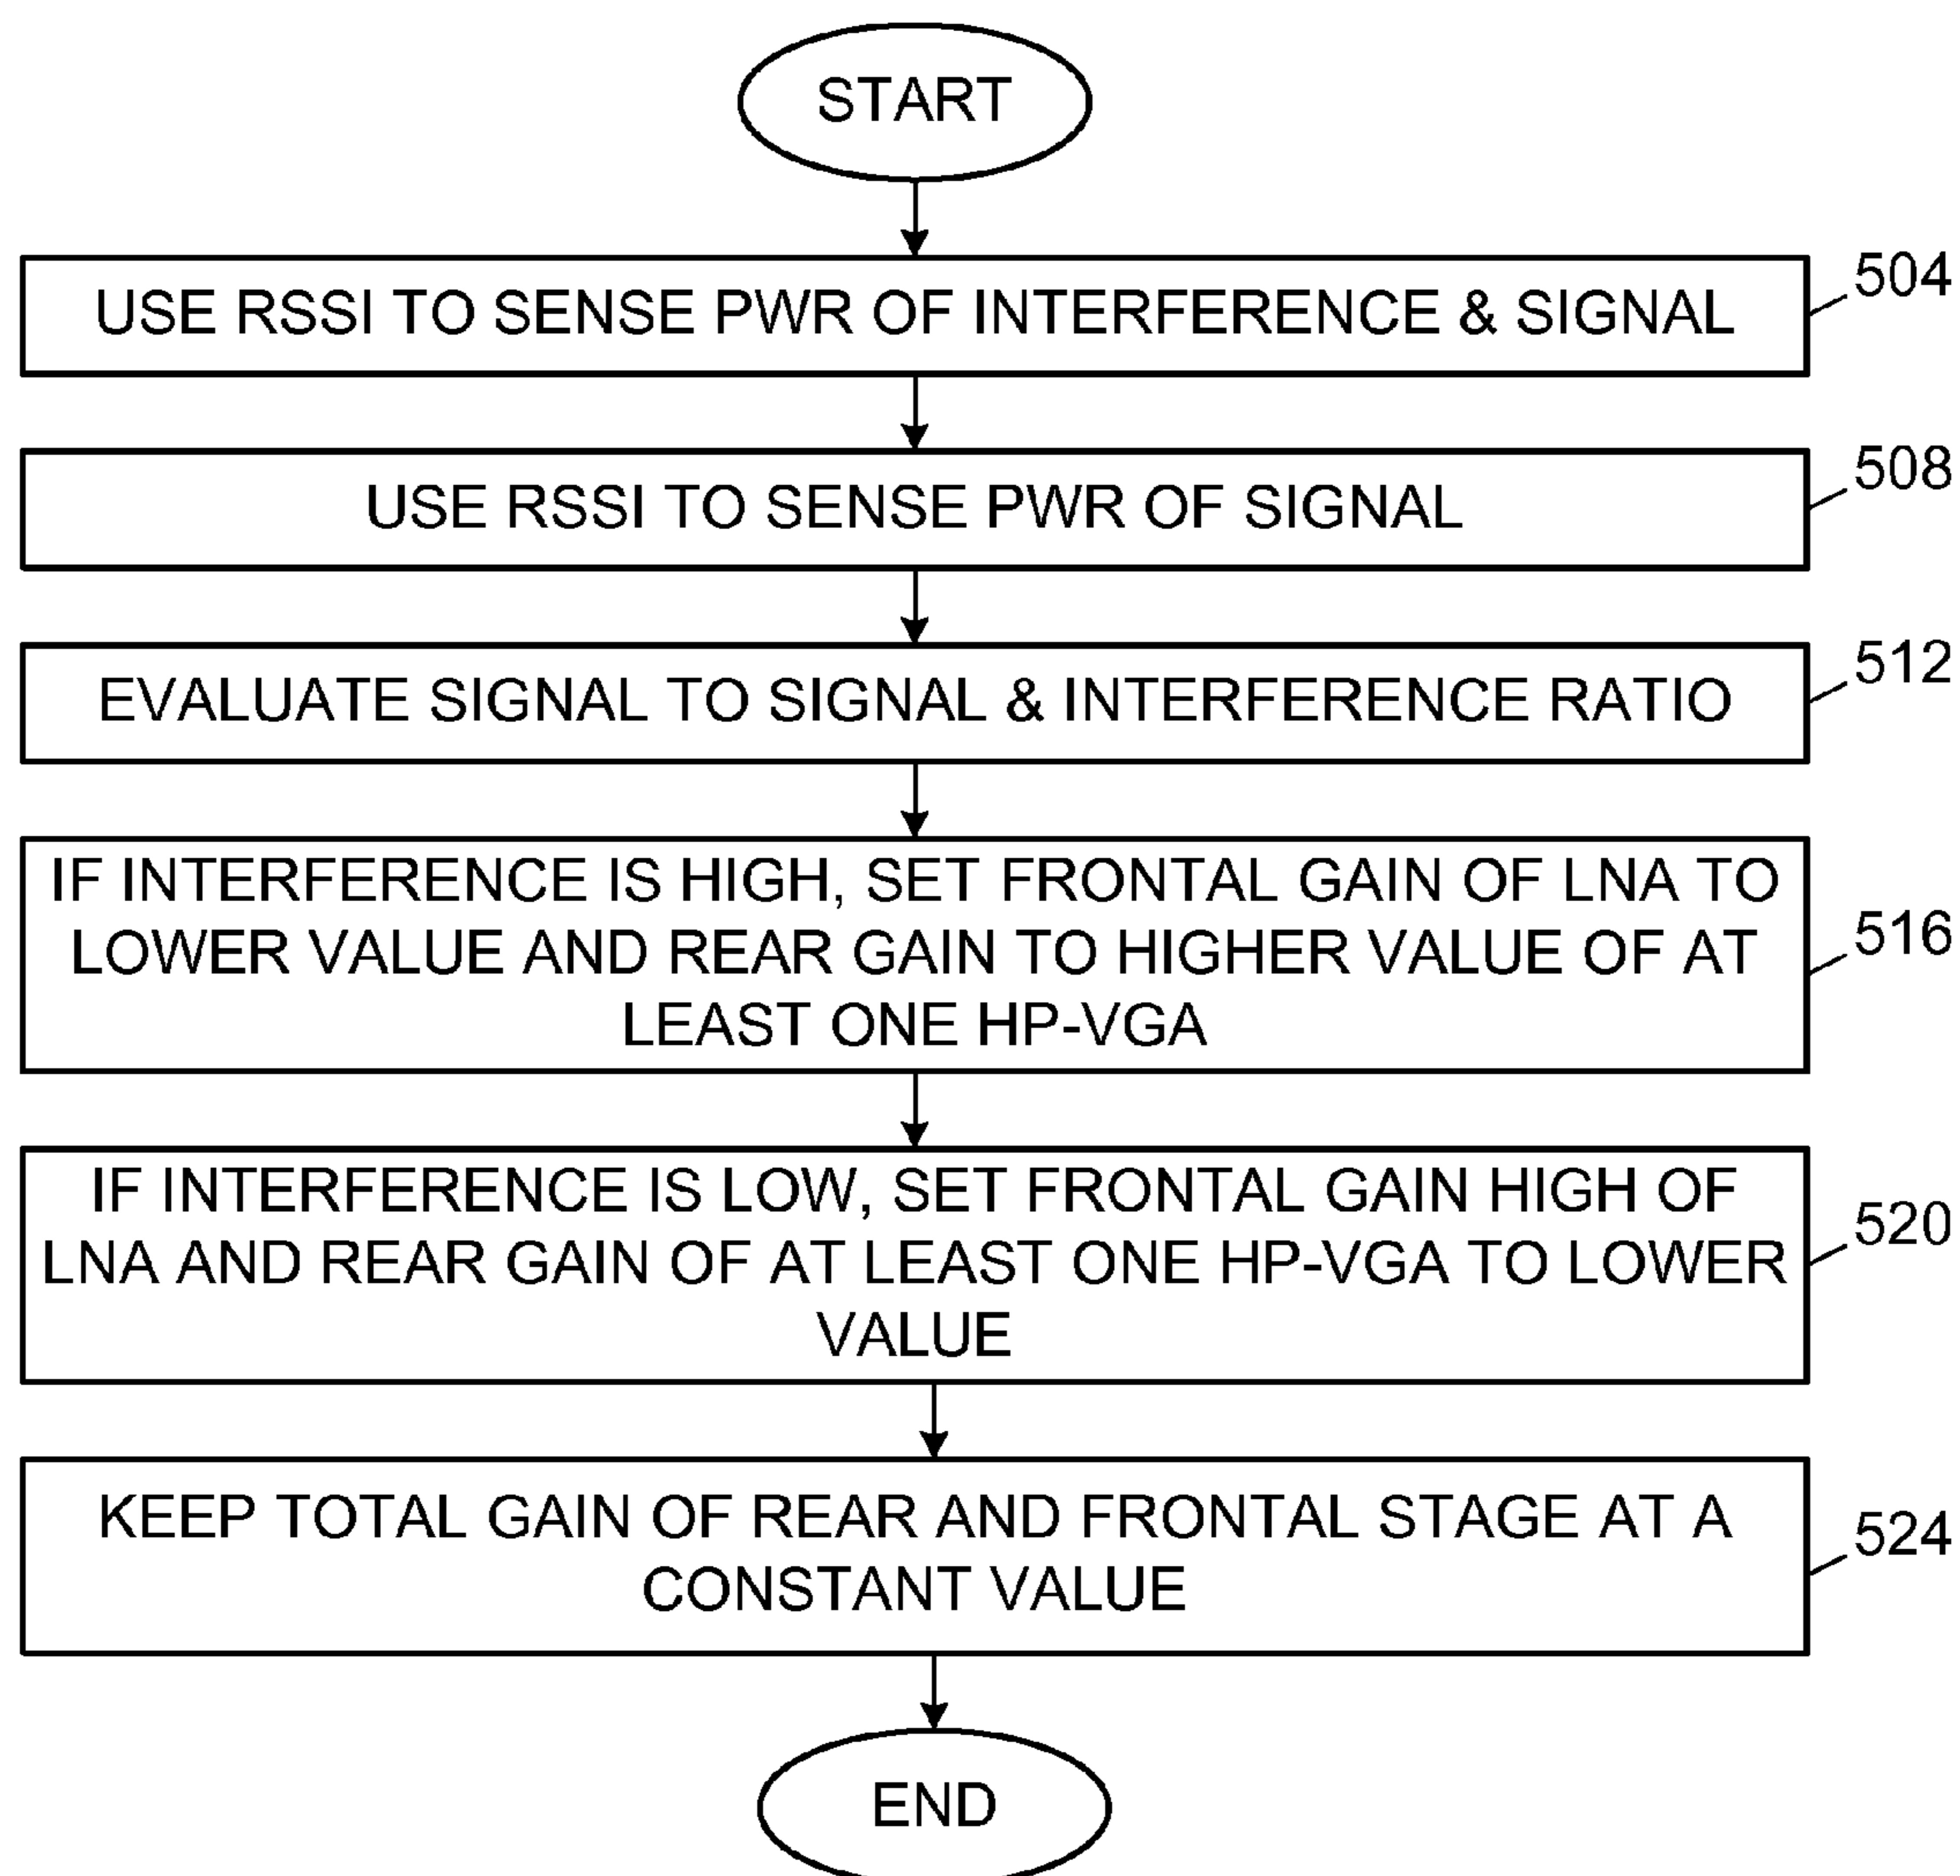 START
USE RSSI TO SENSE PWR OF INTERFERENCE & SIGNAL
504
USE RSSI TO SENSE PWR OF SIGNAL
508
EVALUATE SIGNAL TO SIGNAL & INTERFERENCE RATIO
512
IF INTERFERENCE IS HIGH, SET FRONTAL GAIN OF LNA TO
LOWER VALUE AND REAR GAIN TO HIGHER VALUE OF AT
LEAST ONE HP-VGA
516
IF INTERFERENCE IS LOW, SET FRONTAL GAIN HIGH OF
LNA AND REAR GAIN OF AT LEAST ONE HP-VGA TO LOWER
VALUE
520
KEEP TOTAL GAIN OF REAR AND FRONTAL STAGE AT A
CONSTANT VALUE
524
END